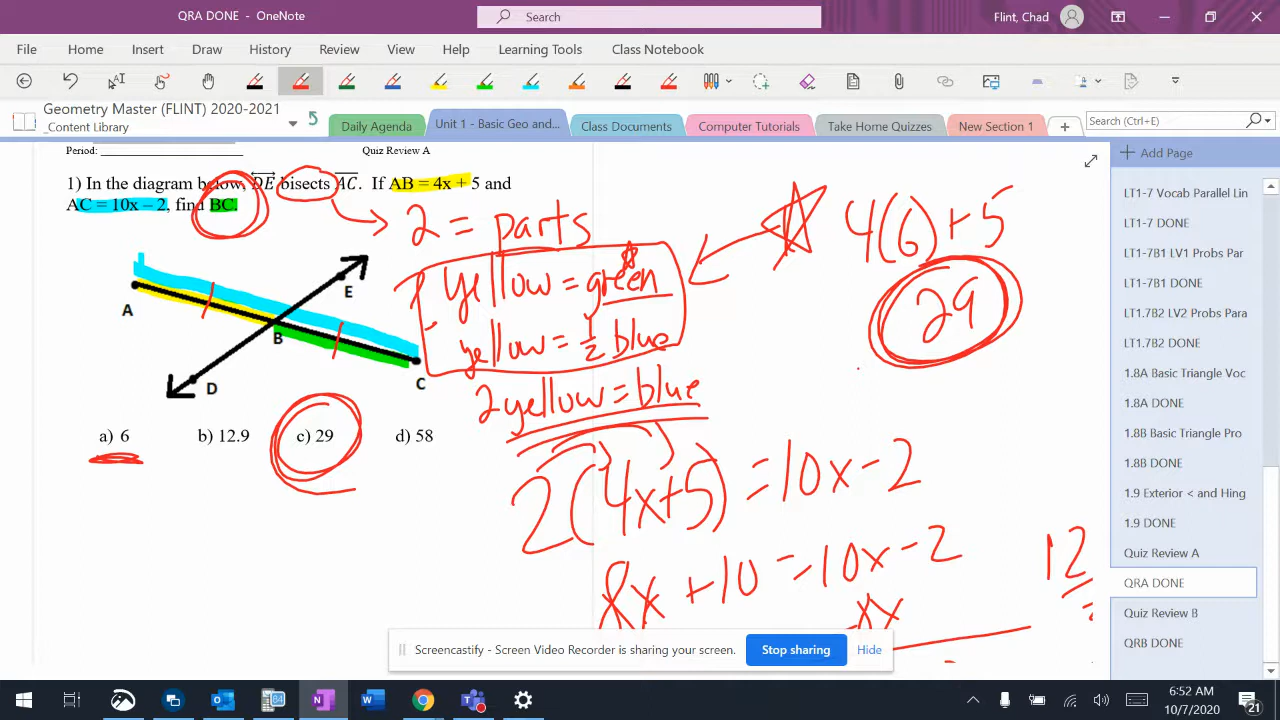 QRA DONE - OneNote
Search
Flint, Chad
File Home Insert Draw History Review View Help Learning Tools Class Notebook
Geometry Master (FLINT) 2020-2021
_Content Library
Daily Agenda
Unit 1 - Basic Geo and...
Class Documents
Computer Tutorials
Take Home Quizzes
New Section 1
Search (Ctrl+E)
Period:
Quiz Review A
1) In the diagram below, DE bisects AC. If AB = 4x + 5 and
AC = 10x – 2, find BC.
2 = parts
yellow = green
yellow = ½ blue
2 yellow = blue
4(6)+5
29
A
B
C
D
E
a) 6 b) 12.9 c) 29 d) 58
2(4x+5) = 10x-2
8x + 10 = 10x - 2
8x
12
Add Page
LT1-7 Vocab Parallel Lin
LT1-7 DONE
LT1-7B1 LV1 Probs Par
LT1-7B1 DONE
LT1.7B2 LV2 Probs Par
LT1.7B2 DONE
1.8A Basic Triangle Voc
1.8A DONE
1.8B Basic Triangle Pro
1.8B DONE
1.9 Exterior < and Hing
1.9 DONE
Quiz Review A
QRA DONE
Quiz Review B
QRB DONE
Screencastify - Screen Video Recorder is sharing your screen.
Stop sharing
Hide
6:52 AM
10/7/2020
21